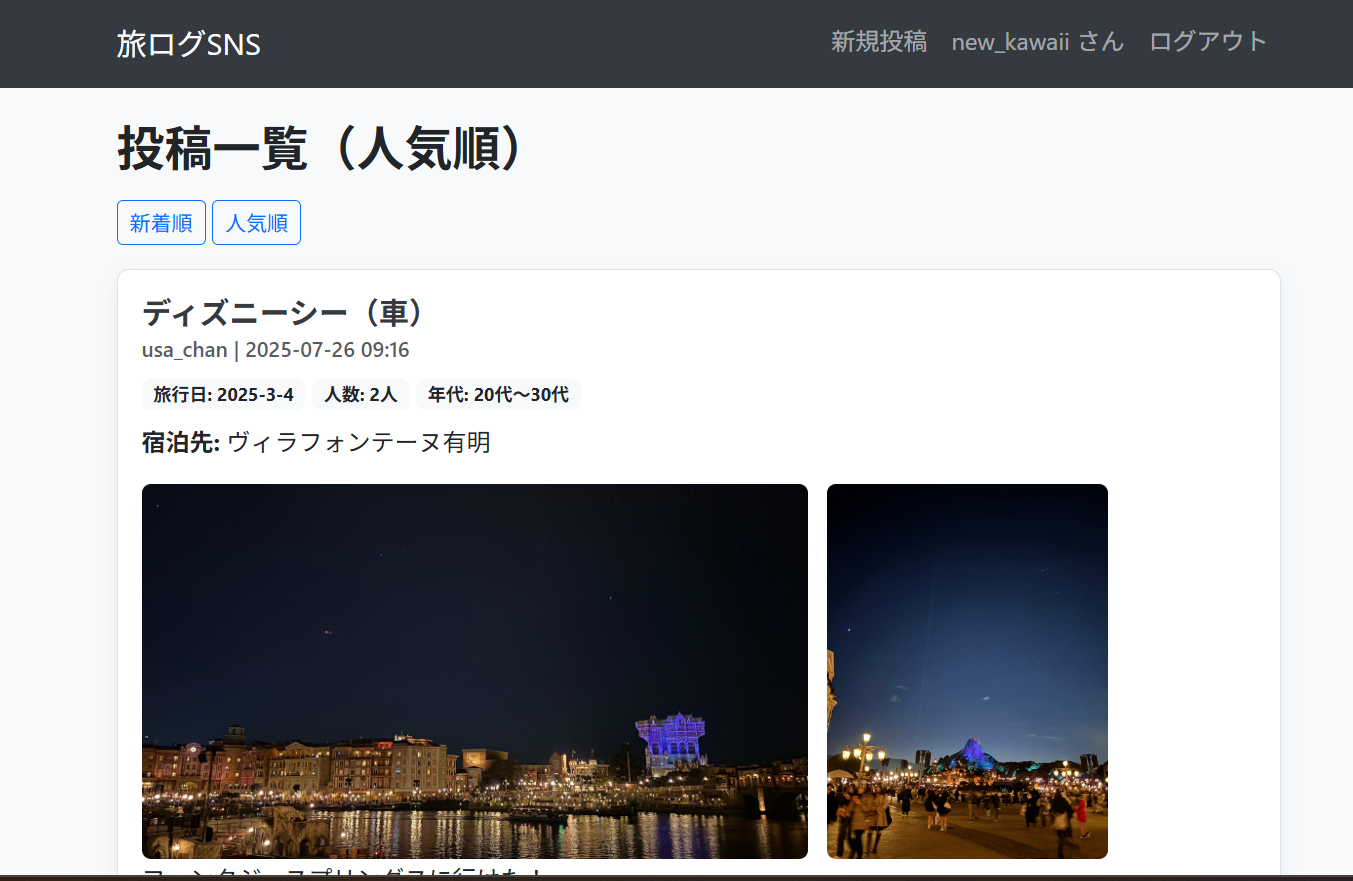 旅ログSNS
新規投稿 new_kawaii さん ログアウト
投稿一覧（人気順）
新着順 人気順
ディズニーシー（車）
usa_chan | 2025-07-26 09:16
旅行日: 2025-3-4 人数: 2人 年代: 20代〜30代
宿泊先: ヴィラフォンテーヌ有明